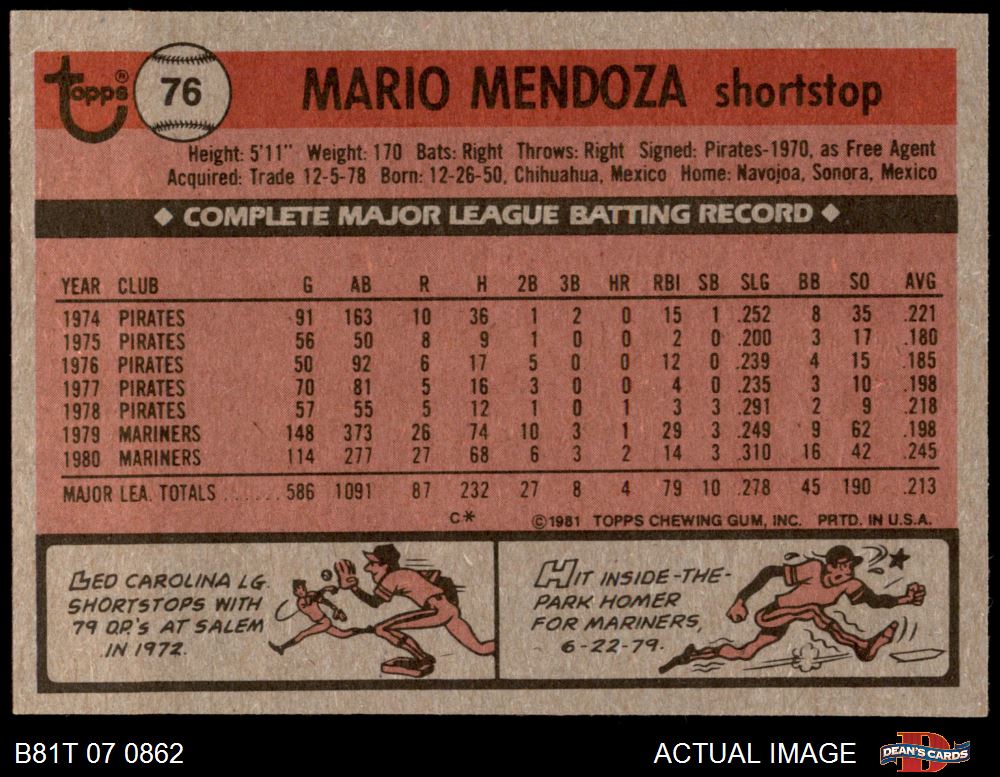 Topps® 76 MARIO MENDOZA shortstop
Height: 5'11" Weight: 170 Bats: Right Throws: Right Signed: Pirates-1970, as Free Agent
Acquired: Trade 12-5-78 Born: 12-26-50, Chihuahua, Mexico Home: Navojoa, Sonora, Mexico
◆ COMPLETE MAJOR LEAGUE BATTING RECORD ◆
YEAR CLUB G AB R H 2B 3B HR RBI SB SLG BB SO AVG
1974 PIRATES 91 163 10 36 1 2 0 15 1 .252 8 35 .221
1975 PIRATES 56 50 8 9 1 0 0 2 0 .200 3 17 .180
1976 PIRATES 50 92 6 17 5 0 0 12 0 .239 4 15 .185
1977 PIRATES 70 81 5 16 3 0 0 4 0 .235 3 10 .198
1978 PIRATES 57 55 5 12 1 0 1 3 3 .291 2 9 .218
1979 MARINERS 148 373 26 74 10 3 1 29 3 .249 9 62 .198
1980 MARINERS 114 277 27 68 6 3 2 14 3 .310 16 42 .245
MAJOR LEA. TOTALS ....... 586 1091 87 232 27 8 4 79 10 .278 45 190 .213
C* ©1981 TOPPS CHEWING GUM, INC. PRTD. IN U.S.A.
LED CAROLINA LG.
SHORTSTOPS WITH
79 D.P.'S AT SALEM
IN 1972.
HIT INSIDE-THE-
PARK HOMER
FOR MARINERS,
6-22-79.
B81T 07 0862 ACTUAL IMAGE DEAN'S CARDS